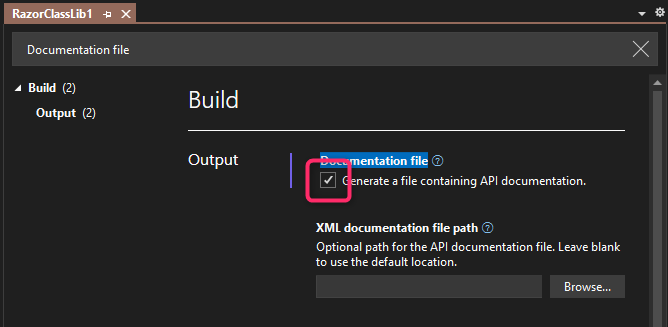 RazorClassLib1
Documentation file
Build (2)
Output (2)
Build
Output
Documentation file
Generate a file containing API documentation.
XML documentation file path
Optional path for the API documentation file. Leave blank
to use the default location.
Browse...